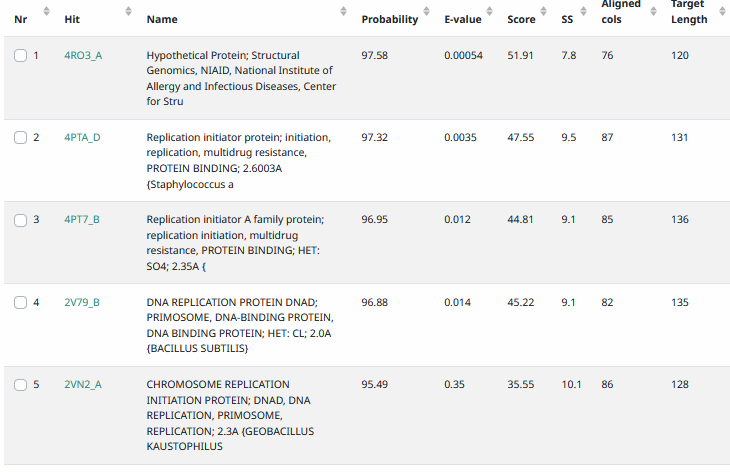 Nr Hit Name Probability E-value Score SS Aligned cols Target Length
1 4RO3_A Hypothetical Protein; Structural 97.58 0.00054 51.91 7.8 76 120
Genomics, NIAID, National Institute of
Allergy and Infectious Diseases, Center
for Stru
2 4PTA_D Replication initiator protein; initiation, 97.32 0.0035 47.55 9.5 87 131
replication, multidrug resistance,
PROTEIN BINDING; 2.6003A
{Staphylococcus a
3 4PT7_B Replication initiator A family protein; 96.95 0.012 44.81 9.1 85 136
replication initiation, multidrug
resistance, PROTEIN BINDING; HET:
SO4; 2.35A {
4 2V79_B DNA REPLICATION PROTEIN DNAD; 96.88 0.014 45.22 9.1 82 135
PRIMOSOME, DNA-BINDING PROTEIN,
DNA BINDING PROTEIN; HET: CL; 2.0A
{BACILLUS SUBTILIS}
5 2VN2_A CHROMOSOME REPLICATION 95.49 0.35 35.55 10.1 86 128
INITIATION PROTEIN; DNAD, DNA
REPLICATION, PRIMOSOME,
REPLICATION; 2.3A {GEOBACILLUS
KAUSTOPHILUS